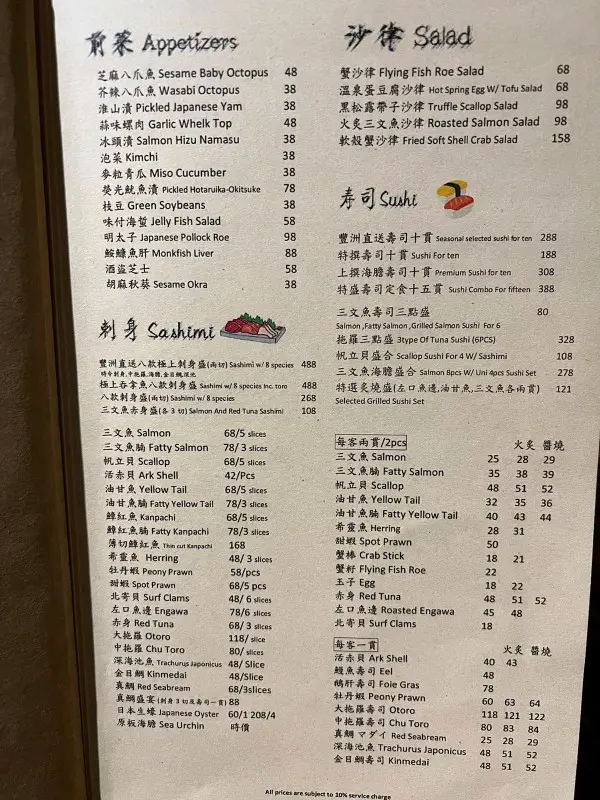 前菜 Appetizers
芝麻八爪魚 Sesame Baby Octopus 48
芥辣八爪魚 Wasabi Octopus 38
淮山漬 Pickled Japanese Yam 38
蒜味螺肉 Garlic Whelk Top 48
冰頭漬 Salmon Hizu Namasu 38
泡菜 Kimchi 38
麥粒青瓜 Miso Cucumber 38
熒光魷魚漬 Pickled Hotaruika-Okitsuke 78
枝豆 Green Soybeans 38
味付海蜇 Jelly Fish Salad 58
明太子 Japanese Pollock Roe 98
鮟鱇魚肝 Monkfish Liver 88
酒盜芝士 58
胡麻秋葵 Sesame Okra 38
刺身 Sashimi
豐洲直送八款極上刺身盛(兩切) Sashimi w/ 8 species 488
時令刺身,中拖羅,海膽,金目鯛,深池
極上吞拿魚八款刺身盛 Sashimi w/ 8 species Inc. toro 488
八款刺身盛(兩切) Sashimi w/ 8 species 268
三文魚赤身盛(各 3 切) Salmon And Red Tuna Sashimi 108
三文魚 Salmon 68/5 slices
三文魚腩 Fatty Salmon 78/ 3 slices
帆立貝 Scallop 68/5 slices
活赤貝 Ark Shell 42/Pcs
油甘魚 Yellow Tail 68/5 slices
油甘魚腩 Fatty Yellow Tail 78/3 slices
鰤紅魚 Kanpachi 68/5 slices
鰤紅魚腩 Fatty Kanpachi 78/3 slices
薄切鰤紅魚 Thin cut Kanpachi 168
希靈魚 Herring 48/ 3 slices
牡丹蝦 Peony Prawn 58/pcs
甜蝦 Spot Prawn 68/5 pcs
北寄貝 Surf Clams 48/ 6 slices
左口魚邊 Engawa 78/6 slices
赤身 Red Tuna 68/ 3 slices
大拖羅 Otoro 118/ slice
中拖羅 Chu Toro 80/ slices
深海池魚 Trachurus Japonicus 48/ Slice
金目鯛 Kinmedai 48/ Slice
真鯛 Red Seabream 68/3slices
真鯛盛宴(刺身 3 切及壽司一貫) 88
日本生蠔 Japanese Oyster 60/1 208/4
原板海膽 Sea Urchin 時價
沙律 Salad
蟹沙律 Flying Fish Roe Salad 68
溫泉蛋豆腐沙律 Hot Spring Egg W/ Tofu Salad 68
黑松露帶子沙律 Truffle Scallop Salad 98
火炙三文魚沙律 Roasted Salmon Salad 98
軟殼蟹沙律 Fried Soft Shell Crab Salad 158
寿司 Sushi
豐洲直送壽司十貫 Seasonal selected sushi for ten 288
特撰壽司十貫 Sushi For ten 188
上撰海膽壽司十貫 Premium Sushi for ten 308
特盛壽司定食十五貫 Sushi Combo For fifteen 388
三文魚壽司三點盛 80
Salmon ,Fatty Salmon ,Grilled Salmon Sushi For 6
拖羅三點盛 3type Of Tuna Sushi (6PCS) 328
帆立貝盛合 Scallop Sushi For 4 W/ Sashimi 108
三文魚海膽盛合 Salmon 8pcs W/ Uni 4pcs Sushi Set 278
特選炙燒盛(左口魚邊,油甘魚,三文魚各兩貫) 121
Selected Grilled Sushi Set
每客兩貫/2pcs 火炙 醬燒
三文魚 Salmon 25 28 29
三文魚腩 Fatty Salmon 35 38 39
帆立貝 Scallop 48 51 52
油甘魚 Yellow Tail 32 35 36
油甘魚腩 Fatty Yellow Tail 40 43 44
希靈魚 Herring 28 31
甜蝦 Spot Prawn 50
蟹棒 Crab Stick 18 21
蟹籽 Flying Fish Roe 22
玉子 Egg 18 22
赤身 Red Tuna 48 51 52
左口魚邊 Roasted Engawa 45 48
北寄貝 Surf Clams 18
每客一貫 火炙 醬燒
活赤貝 Ark Shell 40 43
鰻魚壽司 Eel 48
鵝肝壽司 Foie Gras 78
牡丹蝦 Peony Prawn 60 63 64
大拖羅壽司 Otoro 118 121 122
中拖羅壽司 Chu Toro 80 83 84
真鯛 マダイ Red Seabream 25 28 29
深海池魚 Trachurus Japonicus 48 51 52
金目鯛壽司 Kinmedai 48 51 52
All prices are subject to 10% service charge